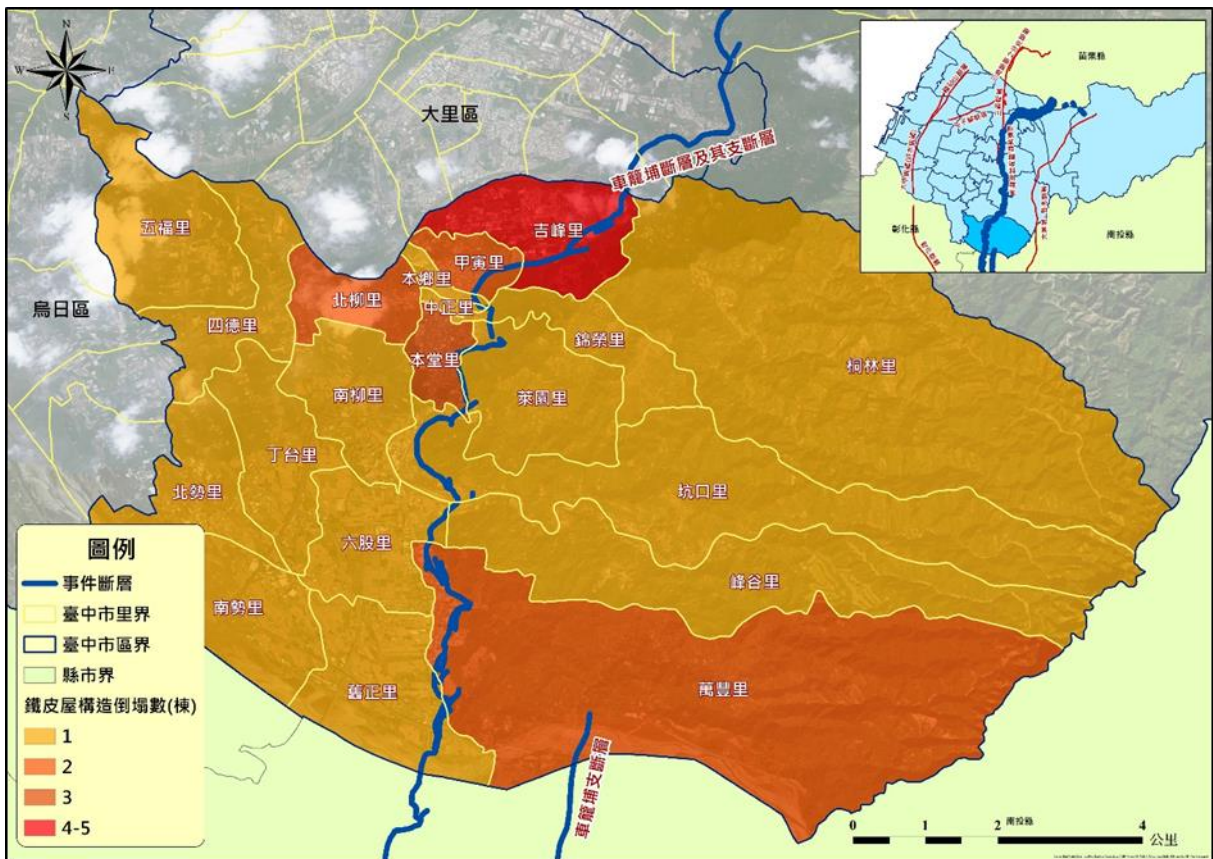 N
W
E
S
大里區
烏日區
車籠埔斷層及其支斷層
五福里
吉峰里
甲寅里
本鄉里
北柳里
中正里
四德里
錦榮里
本堂里
桐林里
南柳里
萊園里
丁台里
北勢里
坑口里
六股里
峰谷里
南勢里
舊正里
萬豐里
車籠埔支斷層
圖例
事件斷層
臺中市里界
臺中市區界
縣市界
鐵皮屋構造倒塌數(棟)
1
2
3
4-5
苗栗縣
彰化縣
南投縣
南投縣
0 1 2 4
公里